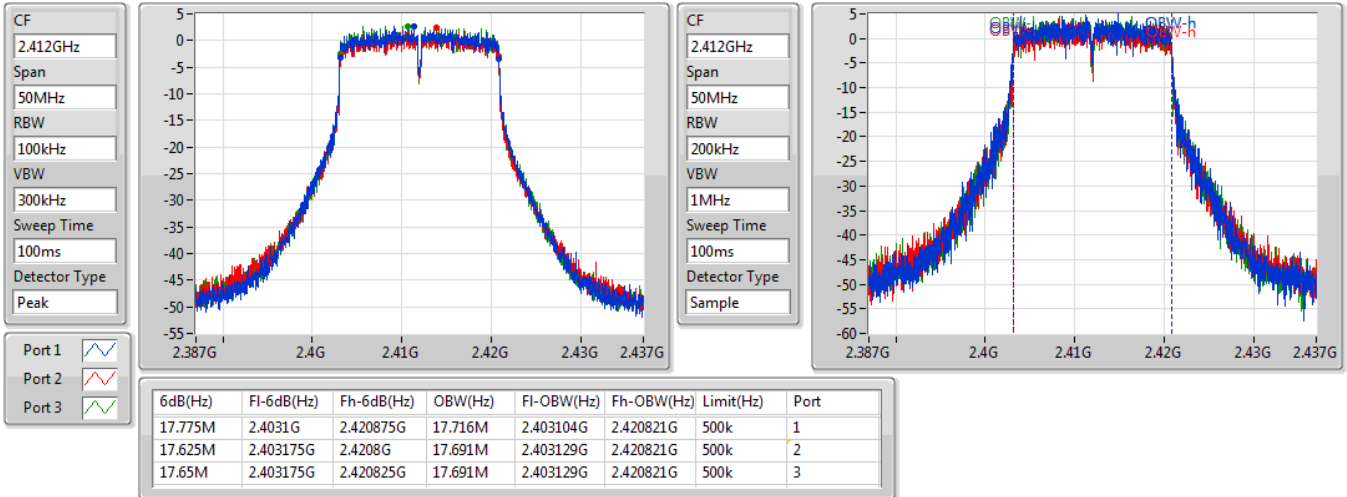 CF
2.412GHz
Span
50MHz
RBW
100kHz
VBW
300kHz
Sweep Time
100ms
Detector Type
Peak
5
0
-5
-10
-15
-20
-25
-30
-35
-40
-45
-50
-55
2.387G 2.4G 2.41G 2.42G 2.43G 2.437G
CF
2.412GHz
Span
50MHz
RBW
200kHz
VBW
1MHz
Sweep Time
100ms
Detector Type
Sample
5
0
-5
-10
-15
-20
-25
-30
-35
-40
-45
-50
-55
-60
OBW-h
OBW-h
2.387G 2.4G 2.41G 2.42G 2.43G 2.437G
Port 1
Port 2
Port 3
6dB(Hz) Fl-6dB(Hz) Fh-6dB(Hz) OBW(Hz) Fl-OBW(Hz) Fh-OBW(Hz) Limit(Hz) Port
17.775M 2.4031G 2.420875G 17.716M 2.403104G 2.420821G 500k 1
17.625M 2.403175G 2.4208G 17.691M 2.403129G 2.420821G 500k 2
17.65M 2.403175G 2.420825G 17.691M 2.403129G 2.420821G 500k 3